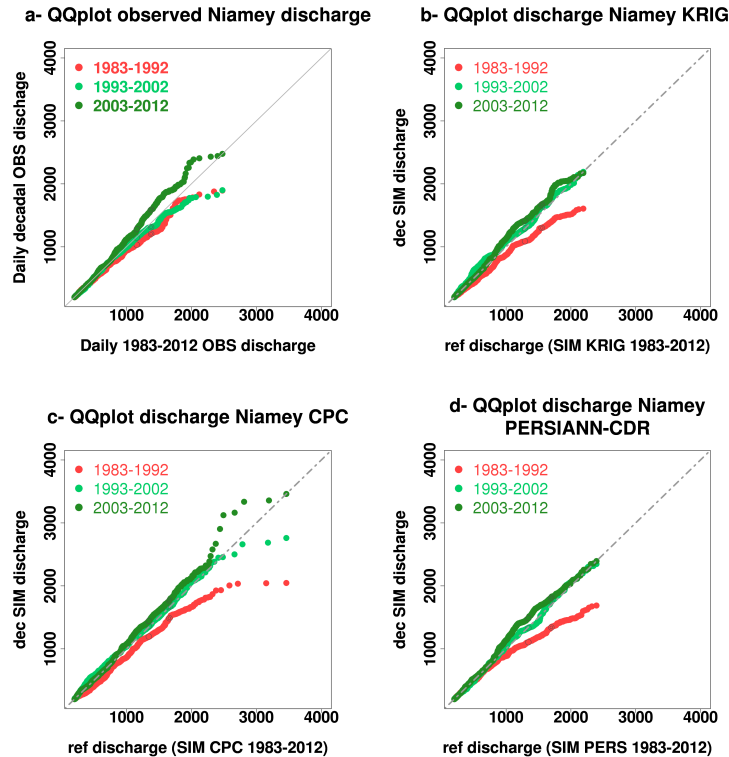 a- QQplot observed Niamey discharge
Daily decadal OBS dischage
4000
3000
2000
1000
1983-1992
1993-2002
2003-2012
1000 2000 3000 4000
Daily 1983-2012 OBS discharge
b- QQplot discharge Niamey KRIG
dec SIM discharge
4000
3000
2000
1000
1983-1992
1993-2002
2003-2012
1000 2000 3000 4000
ref discharge (SIM KRIG 1983-2012)
c- QQplot discharge Niamey CPC
dec SIM discharge
4000
3000
2000
1000
1983-1992
1993-2002
2003-2012
1000 2000 3000 4000
ref discharge (SIM CPC 1983-2012)
d- QQplot discharge Niamey
PERSIANN-CDR
dec SIM discharge
4000
3000
2000
1000
1983-1992
1993-2002
2003-2012
1000 2000 3000 4000
ref discharge (SIM PERS 1983-2012)